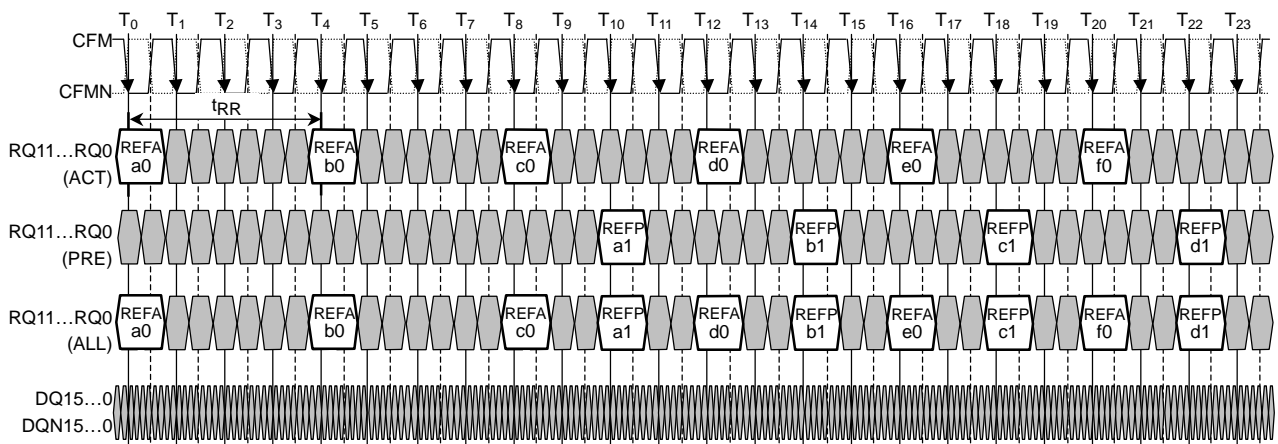 T0 T1 T2 T3 T4 T5 T6 T7 T8 T9 T10 T11 T12 T13 T14 T15 T16 T17 T18 T19 T20 T21 T22 T23
CFM
CFMN
tRR
RQ11…RQ0 (ACT)
REFA a0
REFA b0
REFA c0
REFA d0
REFA e0
REFA f0
RQ11…RQ0 (PRE)
REFP a1
REFP b1
REFP c1
REFP d1
RQ11…RQ0 (ALL)
REFA a0
REFA b0
REFA c0
REFP a1
REFA d0
REFP b1
REFA e0
REFP c1
REFA f0
REFP d1
DQ15…0
DQN15…0